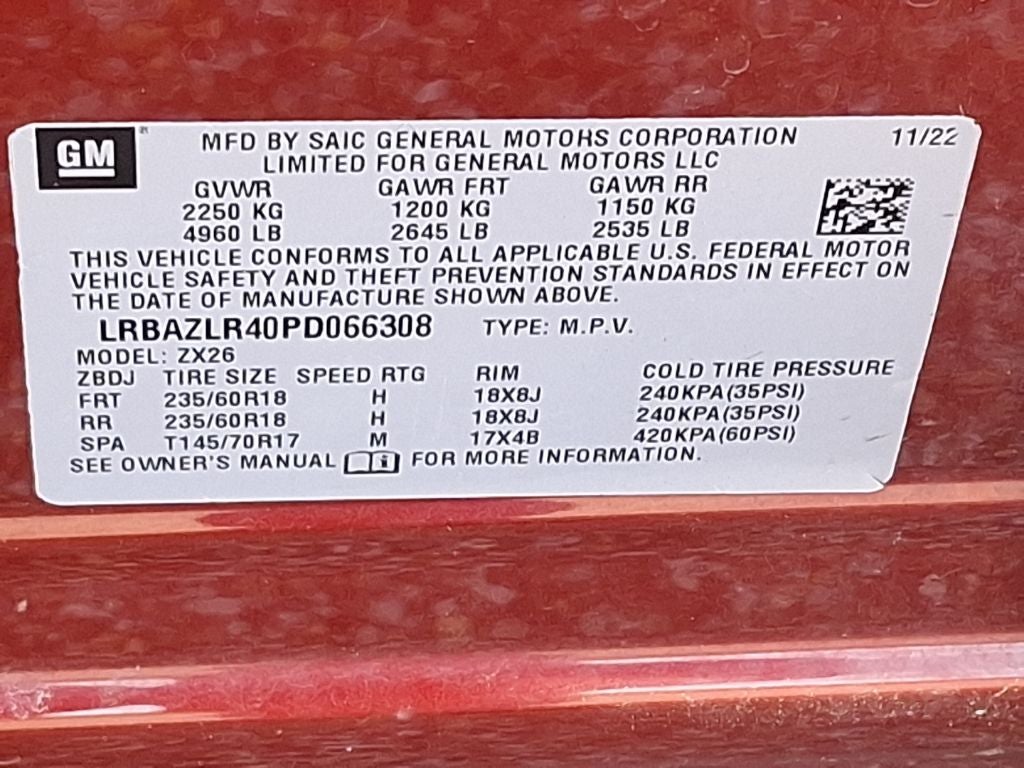 GM MFD BY SAIC GENERAL MOTORS CORPORATION 11/22
LIMITED FOR GENERAL MOTORS LLC
GVWR GAWR FRT GAWR RR
2250 KG 1200 KG 1150 KG
4960 LB 2645 LB 2535 LB
THIS VEHICLE CONFORMS TO ALL APPLICABLE U.S. FEDERAL MOTOR
VEHICLE SAFETY AND THEFT PREVENTION STANDARDS IN EFFECT ON
THE DATE OF MANUFACTURE SHOWN ABOVE.
LRBAZLR40PD066308 TYPE: M.P.V.
MODEL: ZX26
ZBDJ TIRE SIZE SPEED RTG RIM COLD TIRE PRESSURE
FRT 235/60R18 H 18X8J 240KPA(35PSI)
RR 235/60R18 H 18X8J 240KPA(35PSI)
SPA T145/70R17 M 17X4B 420KPA(60PSI)
SEE OWNER'S MANUAL i FOR MORE INFORMATION.